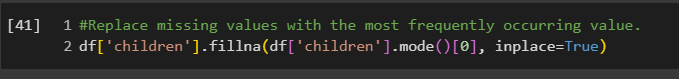 [41] 1 #Replace missing values with the most frequently occurring value.
2 df['children'].fillna(df['children'].mode()[0], inplace=True)